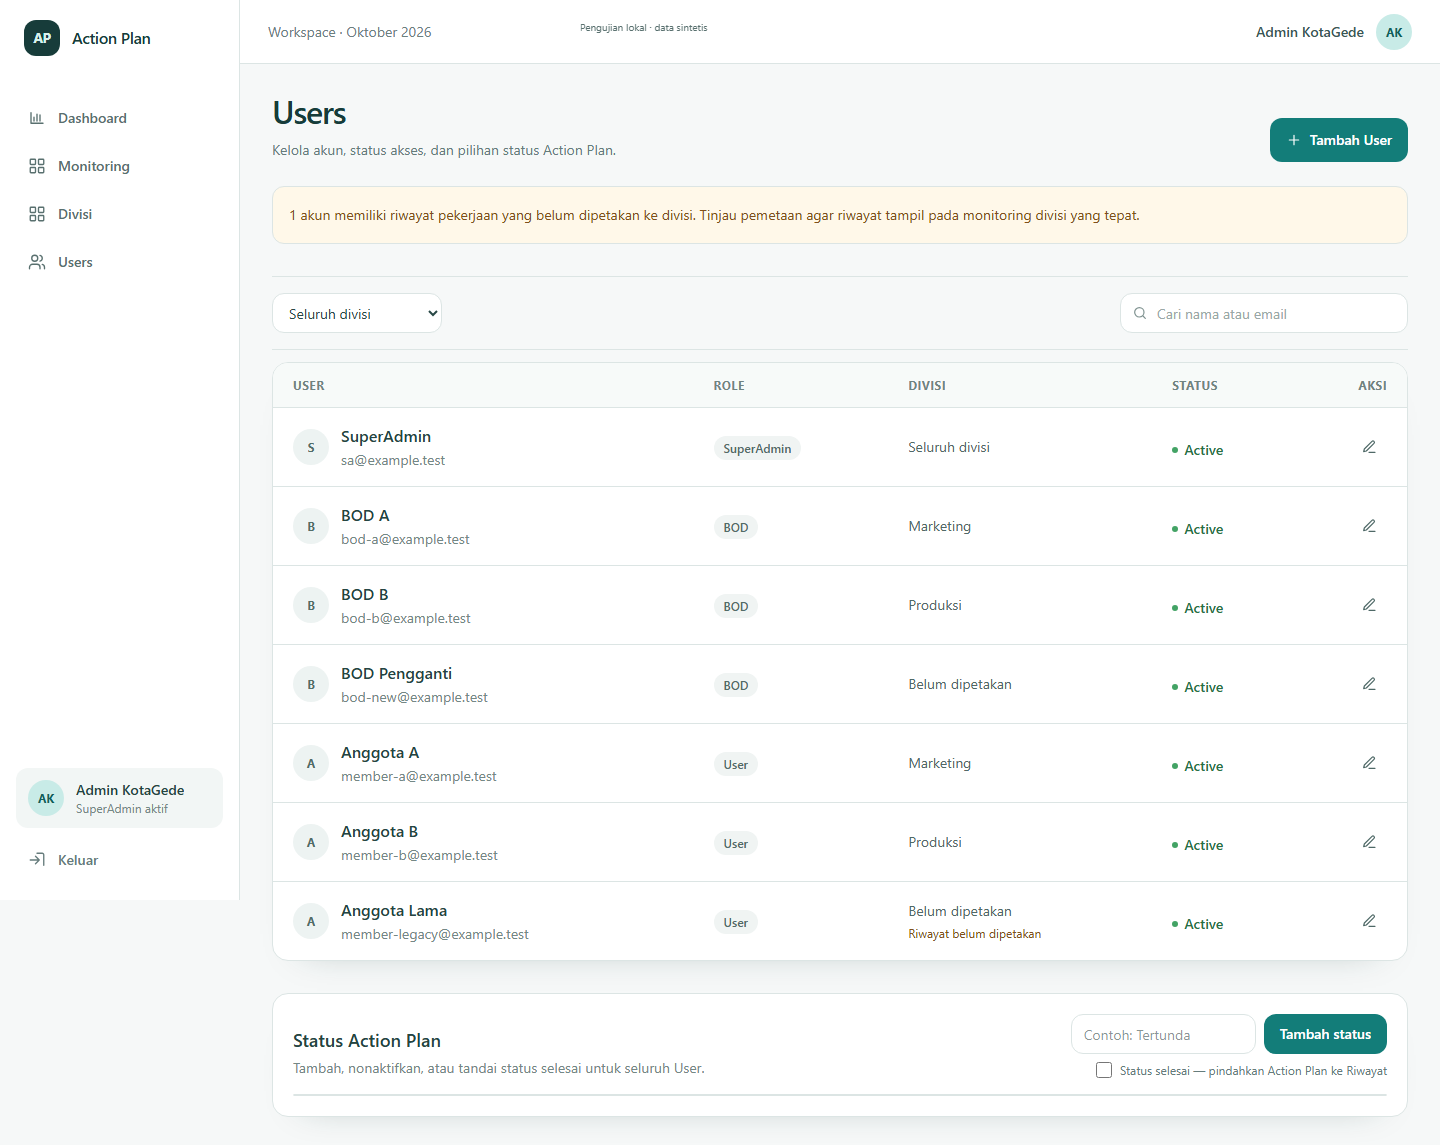 AP Action Plan
Dashboard
Monitoring
Divisi
Users
AK Admin KotaGede
SuperAdmin aktif
Keluar
Workspace · Oktober 2026
Pengujian lokal · data sintetis
Admin KotaGede AK
Users
Kelola akun, status akses, dan pilihan status Action Plan.
Tambah User
1 akun memiliki riwayat pekerjaan yang belum dipetakan ke divisi. Tinjau pemetaan agar riwayat tampil pada monitoring divisi yang tepat.
Seluruh divisi
Cari nama atau email
USER ROLE DIVISI STATUS AKSI
S SuperAdmin SuperAdmin Seluruh divisi Active
sa@example.test
B BOD A BOD Marketing Active
bod-a@example.test
B BOD B BOD Produksi Active
bod-b@example.test
B BOD Pengganti BOD Belum dipetakan Active
bod-new@example.test
A Anggota A User Marketing Active
member-a@example.test
A Anggota B User Produksi Active
member-b@example.test
A Anggota Lama User Belum dipetakan Active
member-legacy@example.test Riwayat belum dipetakan
Status Action Plan
Tambah, nonaktifkan, atau tandai status selesai untuk seluruh User.
Contoh: Tertunda
Tambah status
Status selesai — pindahkan Action Plan ke Riwayat